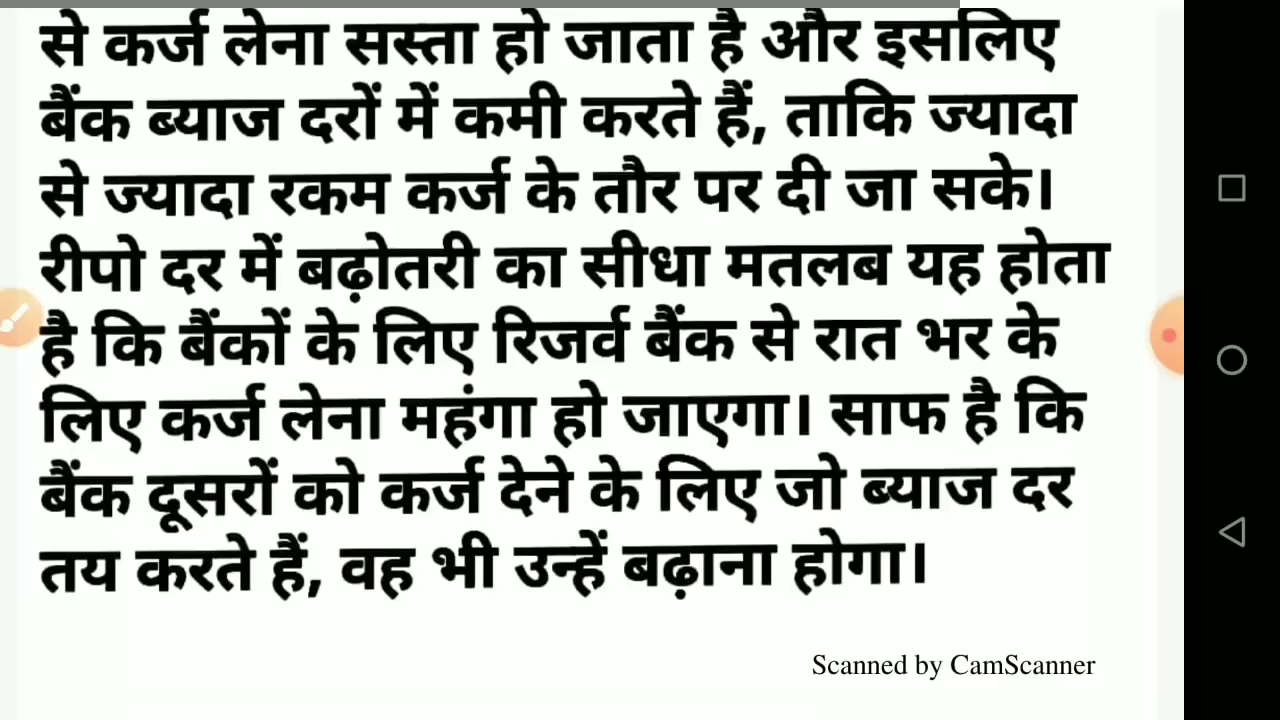 से कर्ज लेना सस्ता हो जाता है और इसलिए
बैंक ब्याज दरों में कमी करते हैं, ताकि ज्यादा
से ज्यादा रकम कर्ज के तौर पर दी जा सके।
रीपो दर में बढ़ोतरी का सीधा मतलब यह होता
है कि बैंकों के लिए रिजर्व बैंक से रात भर के
लिए कर्ज लेना महंगा हो जाएगा। साफ है कि
बैंक दूसरों को कर्ज देने के लिए जो ब्याज दर
तय करते हैं, वह भी उन्हें बढ़ाना होगा।
Scanned by CamScanner